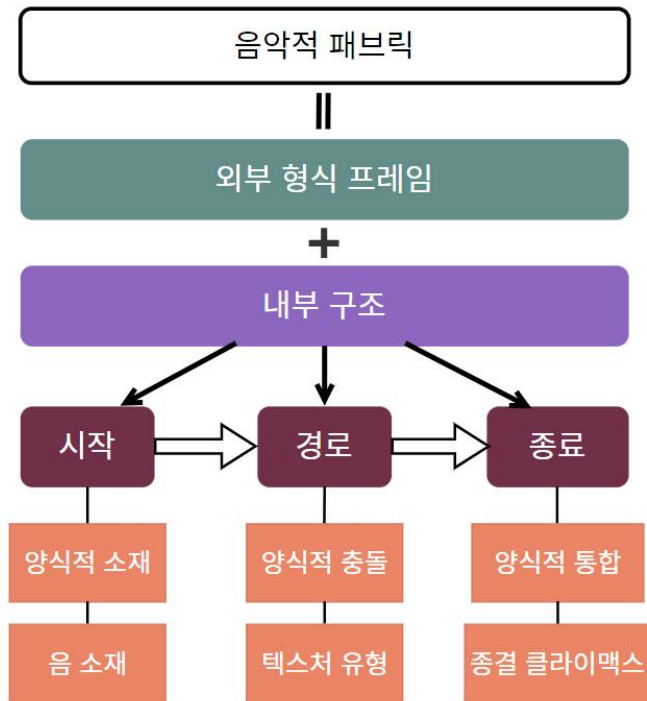 음악적 패브릭
외부 형식 프레임
+
내부 구조
시작
경로
종료
양식적 소재
양식적 충돌
양식적 통합
음 소재
텍스처 유형
종결 클라이맥스